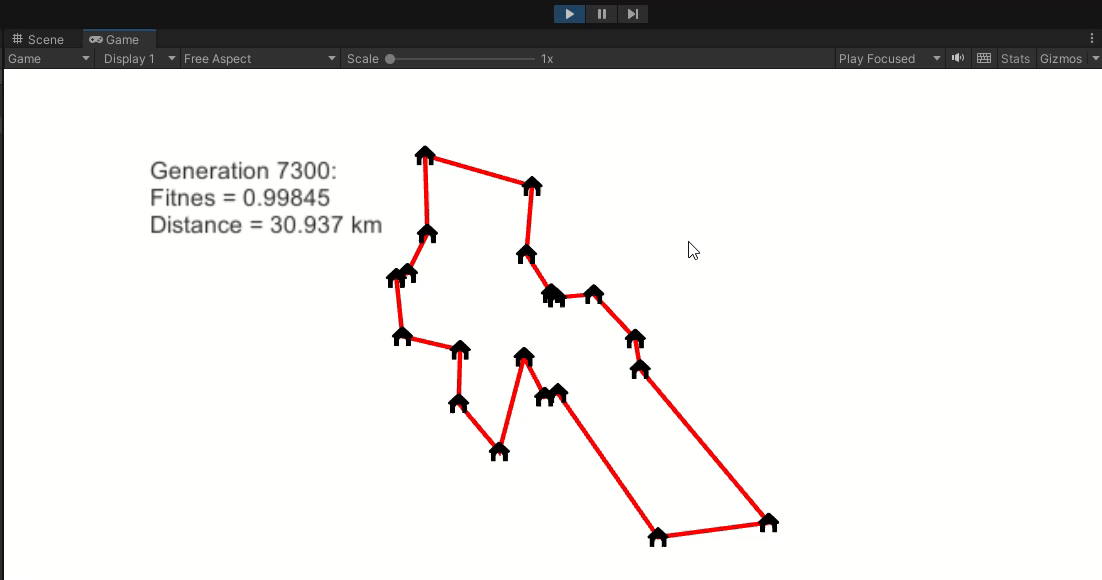 Scene Game
Game Display 1 Free Aspect Scale 1x Play Focused Stats Gizmos
Generation 7300:
Fitnes = 0.99845
Distance = 30.937 km